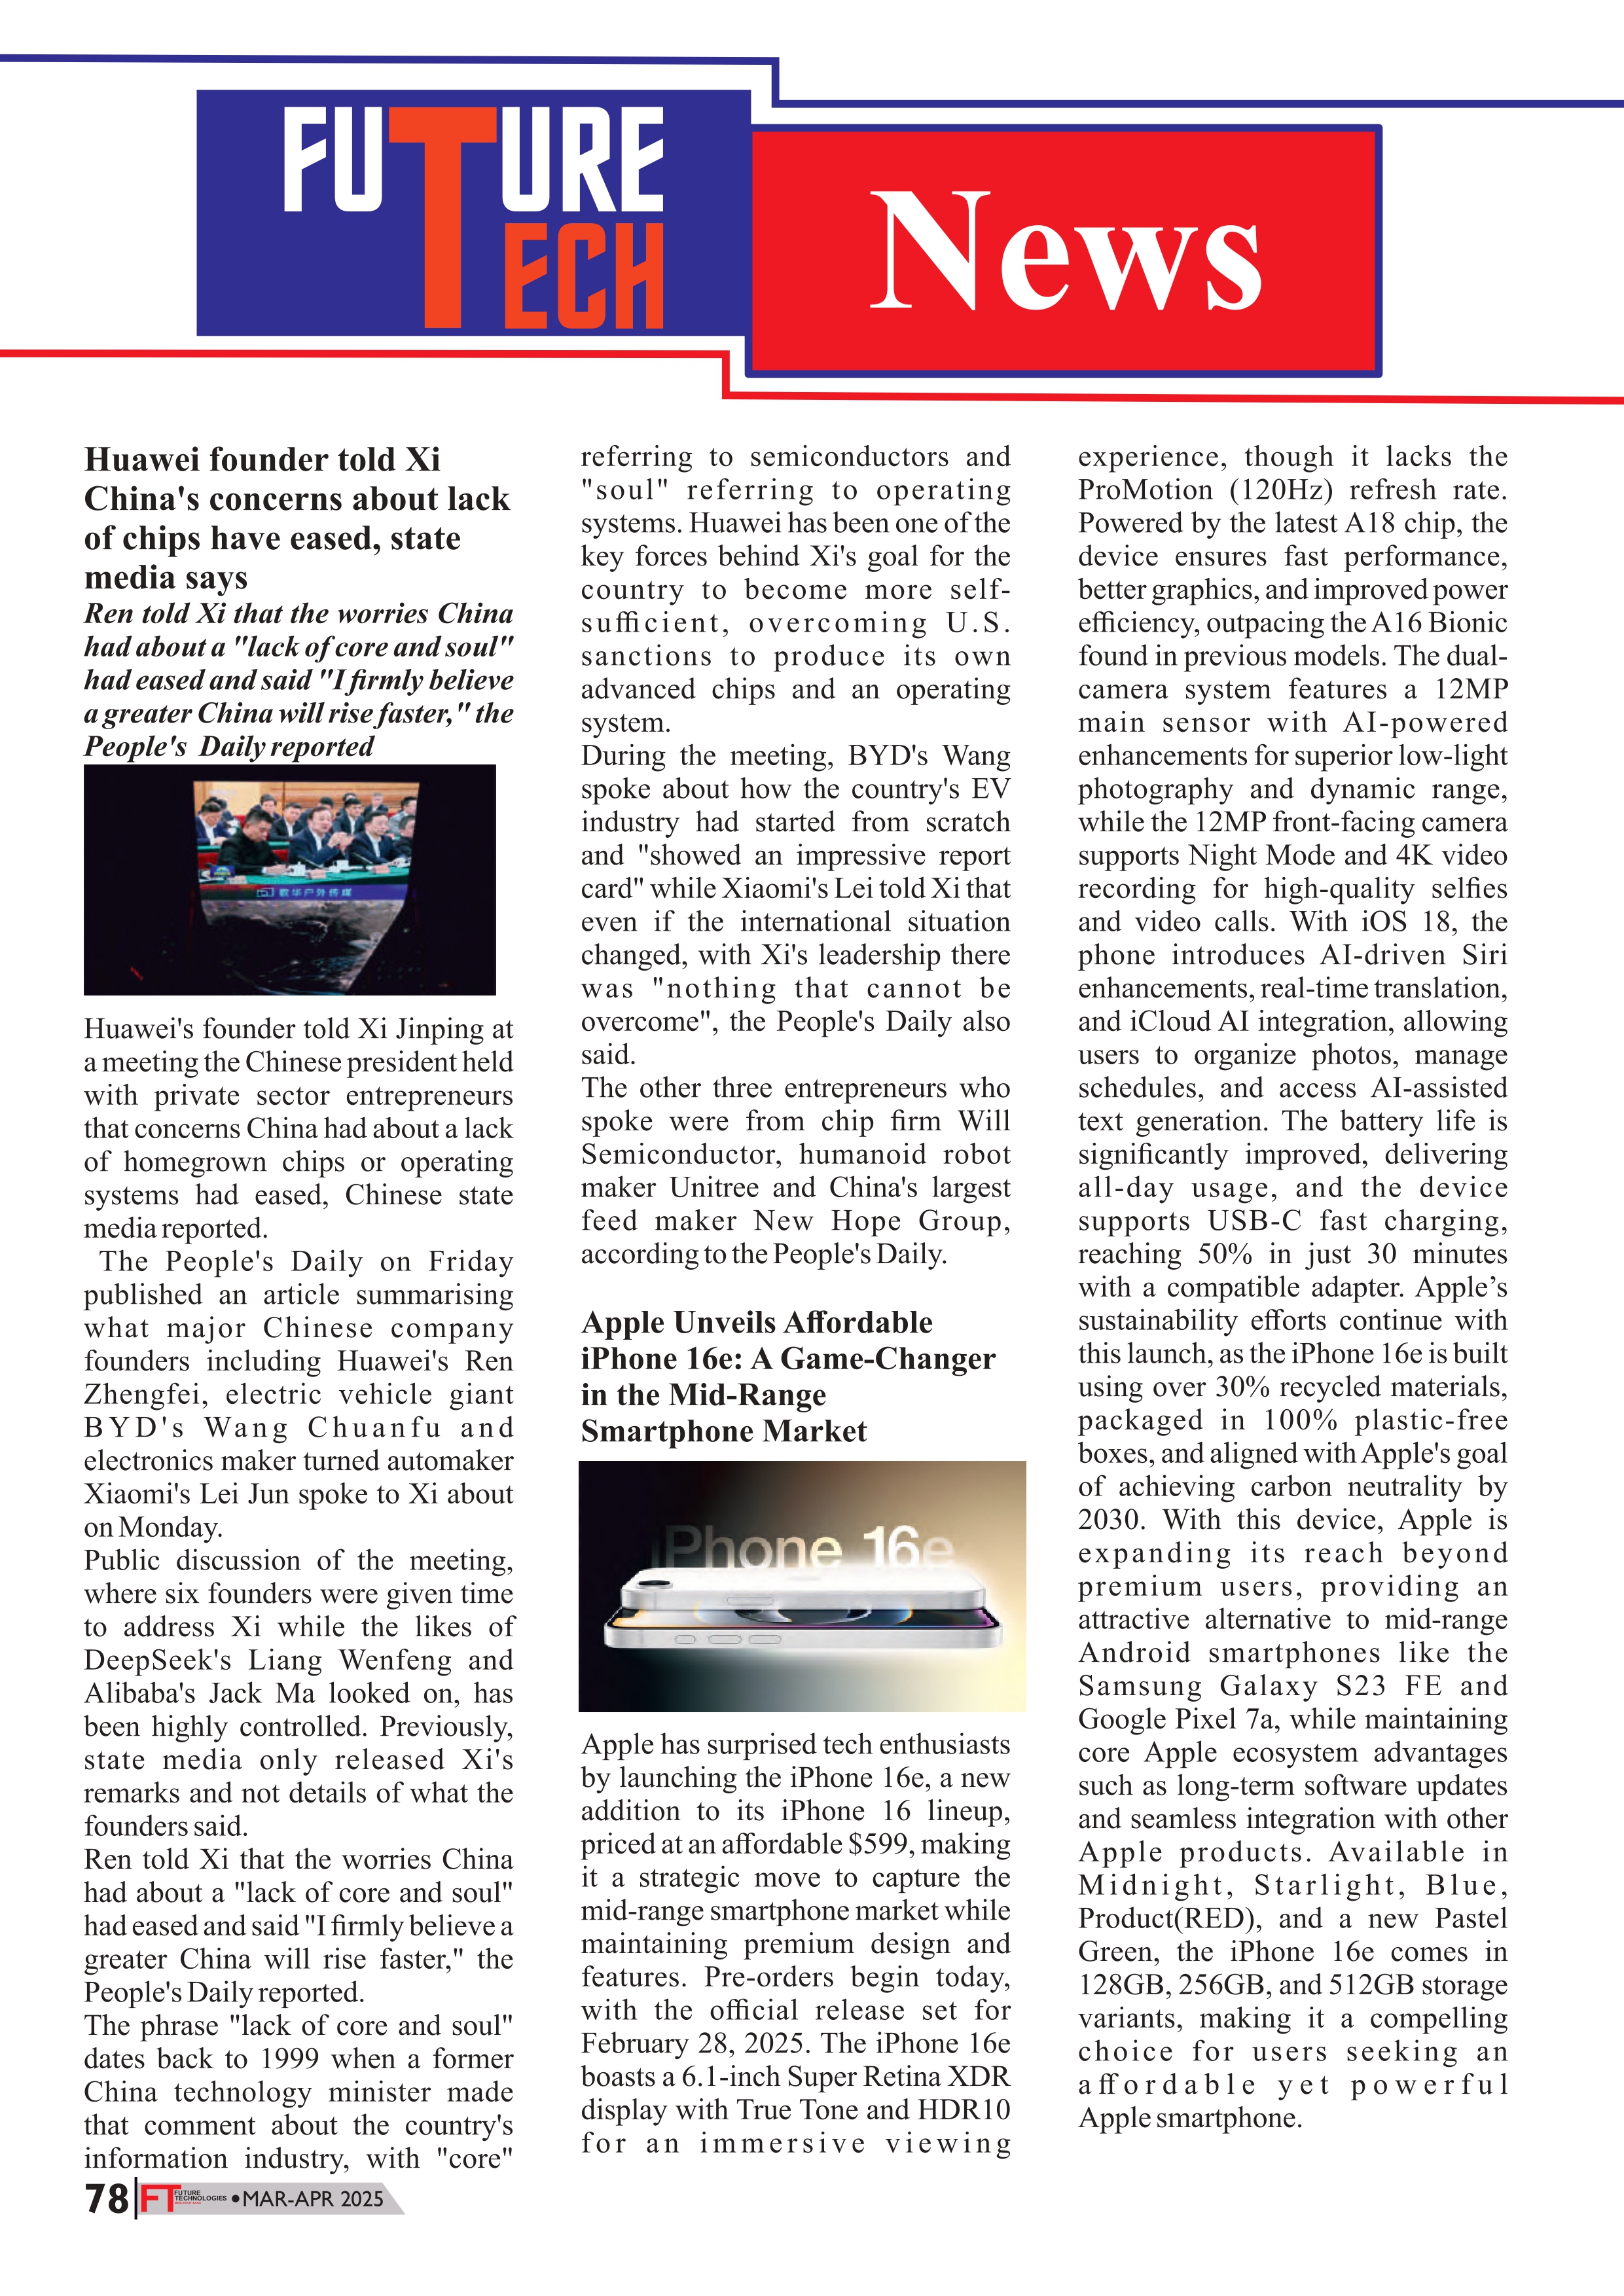 FUTURE
TECH
News
Huawei founder told Xi
China's concerns about lack
of chips have eased, state
media says
Ren told Xi that the worries China
had about a "lack of core and soul"
had eased and said "I firmly believe
a greater China will rise faster," the
People's Daily reported
歌华户外传媒
Huawei's founder told Xi Jinping at
a meeting the Chinese president held
with private sector entrepreneurs
that concerns China had about a lack
of homegrown chips or operating
systems had eased, Chinese state
media reported.
The People's Daily on Friday
published an article summarising
what major Chinese company
founders including Huawei's Ren
Zhengfei, electric vehicle giant
BYD's Wang Chuanfu and
electronics maker turned automaker
Xiaomi's Lei Jun spoke to Xi about
on Monday.
Public discussion of the meeting,
where six founders were given time
to address Xi while the likes of
DeepSeek's Liang Wenfeng and
Alibaba's Jack Ma looked on, has
been highly controlled. Previously,
state media only released Xi's
remarks and not details of what the
founders said.
Ren told Xi that the worries China
had about a "lack of core and soul"
had eased and said "I firmly believe a
greater China will rise faster," the
People's Daily reported.
The phrase "lack of core and soul"
dates back to 1999 when a former
China technology minister made
that comment about the country's
information industry, with "core"
referring to semiconductors and
"soul" referring to operating
systems. Huawei has been one of the
key forces behind Xi's goal for the
country to become more self-
sufficient, overcoming U.S.
sanctions to produce its own
advanced chips and an operating
system.
During the meeting, BYD's Wang
spoke about how the country's EV
industry had started from scratch
and "showed an impressive report
card" while Xiaomi's Lei told Xi that
even if the international situation
changed, with Xi's leadership there
was "nothing that cannot be
overcome", the People's Daily also
said.
The other three entrepreneurs who
spoke were from chip firm Will
Semiconductor, humanoid robot
maker Unitree and China's largest
feed maker New Hope Group,
according to the People's Daily.
Apple Unveils Affordable
iPhone 16e: A Game-Changer
in the Mid-Range
Smartphone Market
iPhone 16e
Apple has surprised tech enthusiasts
by launching the iPhone 16e, a new
addition to its iPhone 16 lineup,
priced at an affordable $599, making
it a strategic move to capture the
mid-range smartphone market while
maintaining premium design and
features. Pre-orders begin today,
with the official release set for
February 28, 2025. The iPhone 16e
boasts a 6.1-inch Super Retina XDR
display with True Tone and HDR10
for an immersive viewing
experience, though it lacks the
ProMotion (120Hz) refresh rate.
Powered by the latest A18 chip, the
device ensures fast performance,
better graphics, and improved power
efficiency, outpacing the A16 Bionic
found in previous models. The dual-
camera system features a 12MP
main sensor with AI-powered
enhancements for superior low-light
photography and dynamic range,
while the 12MP front-facing camera
supports Night Mode and 4K video
recording for high-quality selfies
and video calls. With iOS 18, the
phone introduces AI-driven Siri
enhancements, real-time translation,
and iCloud AI integration, allowing
users to organize photos, manage
schedules, and access AI-assisted
text generation. The battery life is
significantly improved, delivering
all-day usage, and the device
supports USB-C fast charging,
reaching 50% in just 30 minutes
with a compatible adapter. Apple’s
sustainability efforts continue with
this launch, as the iPhone 16e is built
using over 30% recycled materials,
packaged in 100% plastic-free
boxes, and aligned with Apple's goal
of achieving carbon neutrality by
2030. With this device, Apple is
expanding its reach beyond
premium users, providing an
attractive alternative to mid-range
Android smartphones like the
Samsung Galaxy S23 FE and
Google Pixel 7a, while maintaining
core Apple ecosystem advantages
such as long-term software updates
and seamless integration with other
Apple products. Available in
Midnight, Starlight, Blue,
Product(RED), and a new Pastel
Green, the iPhone 16e comes in
128GB, 256GB, and 512GB storage
variants, making it a compelling
choice for users seeking an
affordable yet powerful
Apple smartphone.
78 FT FUTURE TECHNOLOGIES • MAR-APR 2025